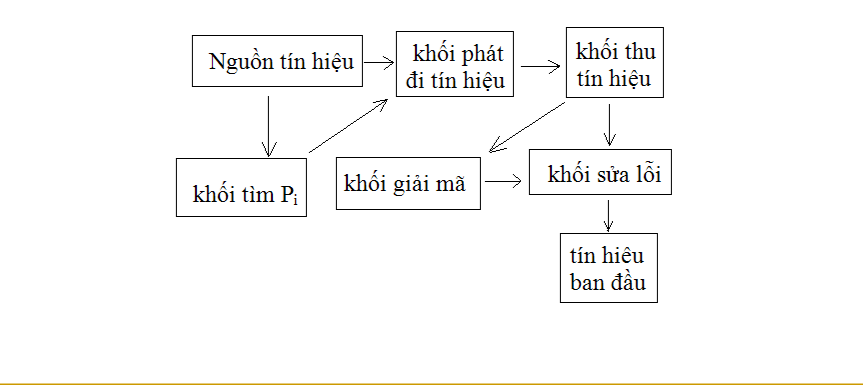 Nguồn tín hiệu
khối phát
đi tín hiệu
khối thu
tín hiệu
khối tìm Pi
khối giải mã
khối sửa lỗi
tín hiêu
ban đầu